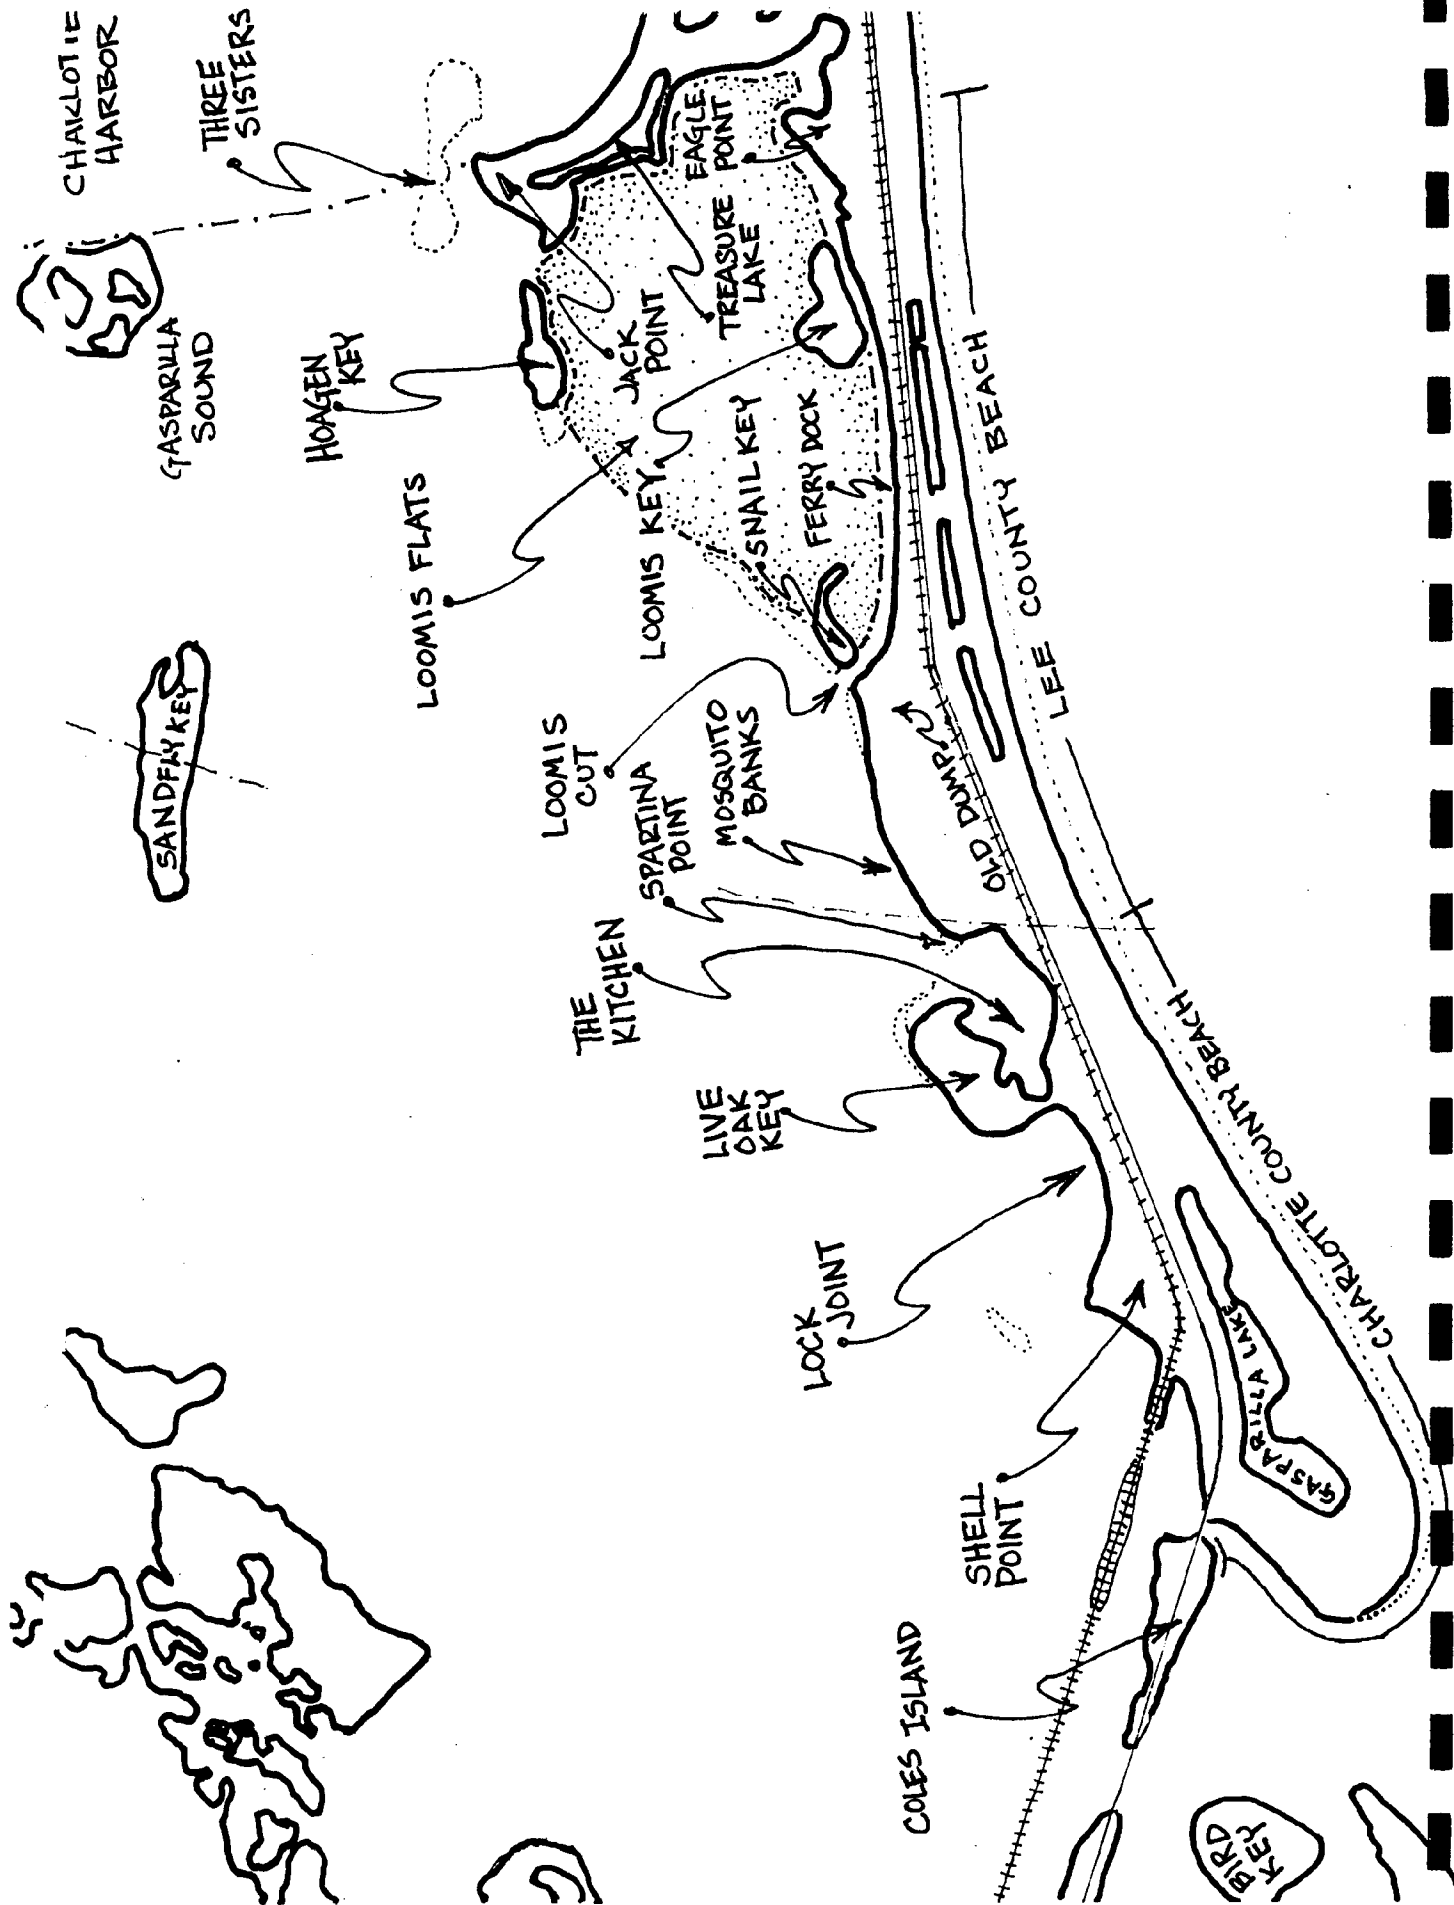 CHARLOTTE
HARBOR
THREE
SISTERS
GASPARILLA
SOUND
HOAGEN
KEY
JACK
POINT
TREASURE
LAKE
EAGLE
POINT
LOOMIS FLATS
LOOMIS KEY
SNAIL KEY
FERRY DOCK
SANDFLY KEY
LOOMIS
CUT
SPARTINA
POINT
MOSQUITO
BANKS
OLD DUMP
LEE COUNTY BEACH
THE
KITCHEN
LIVE
OAK
KEY
LOCK
JOINT
CHARLOTTE COUNTY BEACH
GASPARILLA LAKE
SHELL
POINT
COLES ISLAND
BIRD
KEY